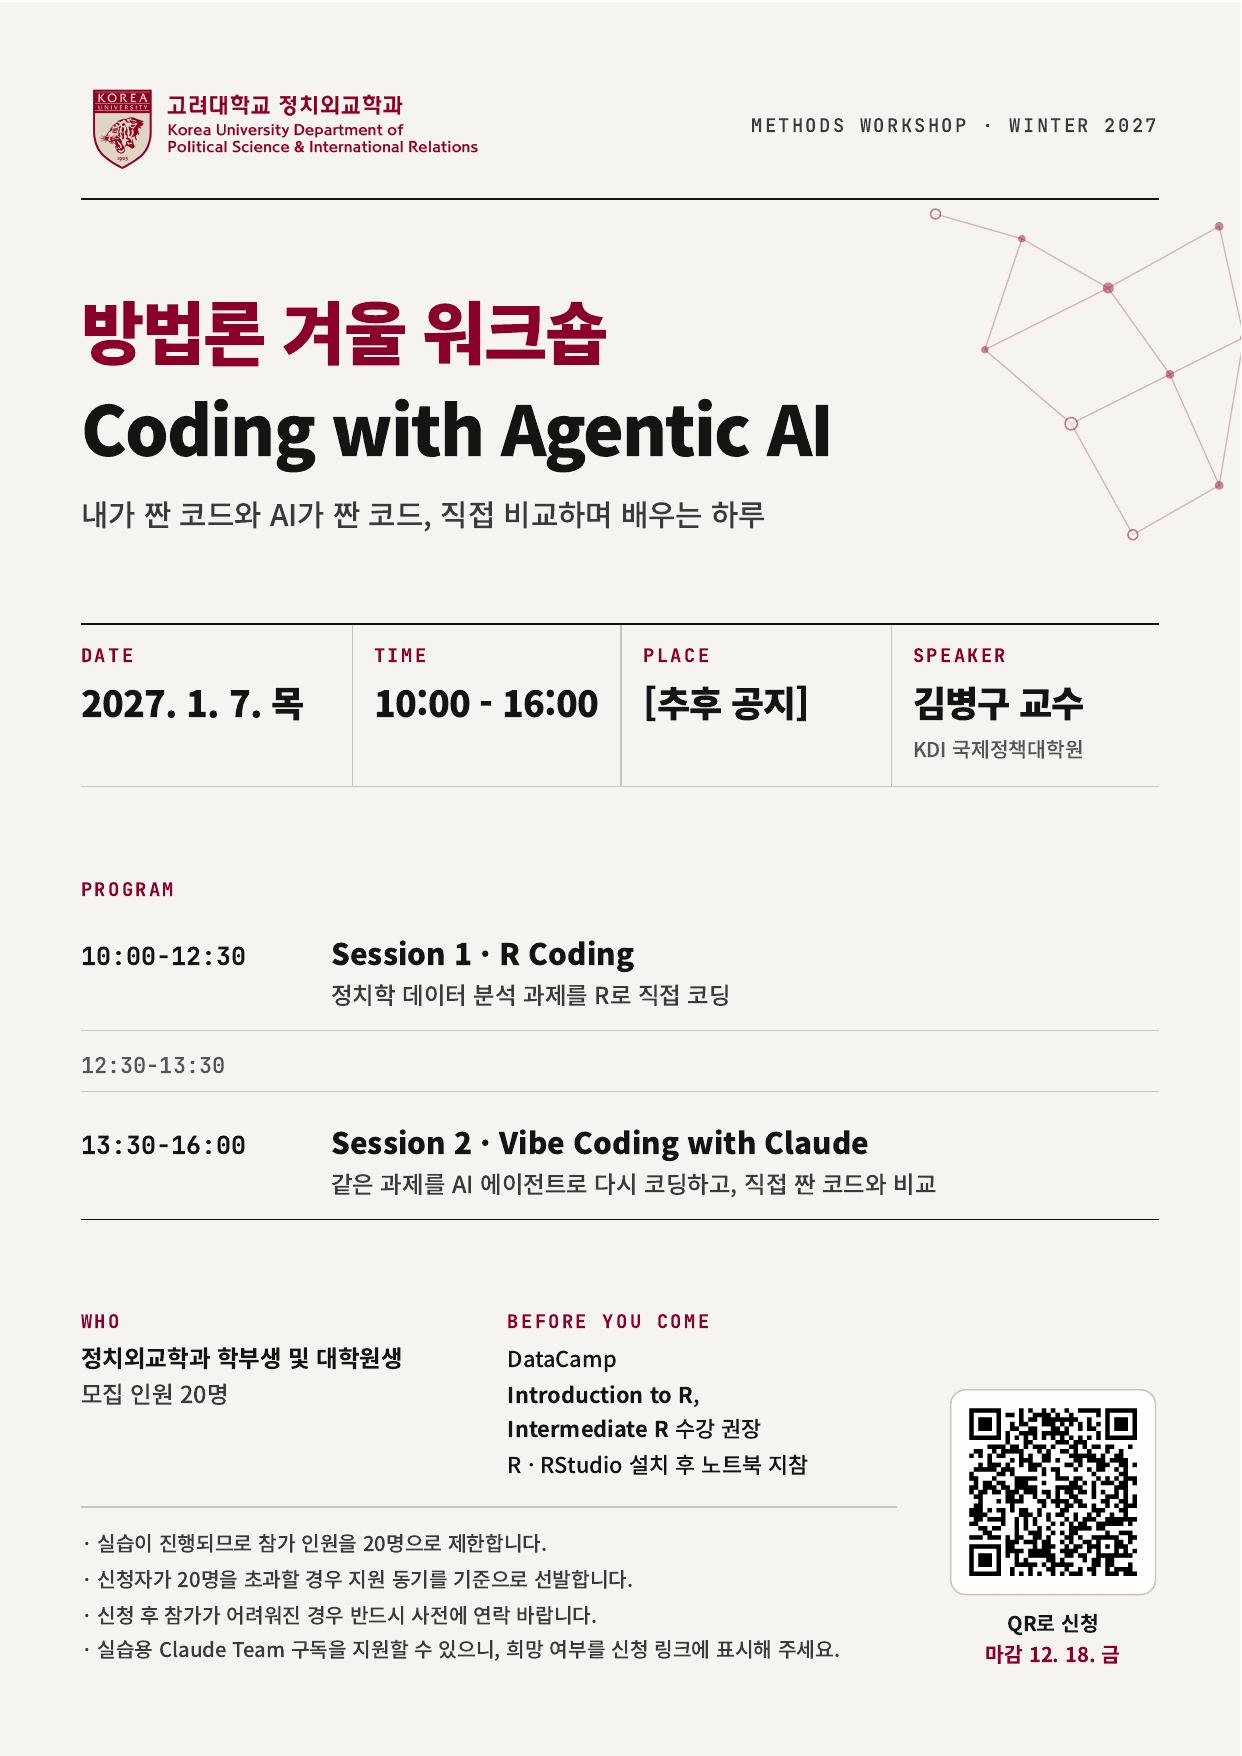 KOREA
UNIVERSITY
1905
고려대학교 정치외교학과
Korea University Department of
Political Science & International Relations
METHODS WORKSHOP · WINTER 2027
방법론 겨울 워크숍
Coding with Agentic AI
내가 짠 코드와 AI가 짠 코드, 직접 비교하며 배우는 하루
DATE
2027. 1. 7. 목
TIME
10:00 - 16:00
PLACE
[추후 공지]
SPEAKER
김병구 교수
KDI 국제정책대학원
PROGRAM
10:00-12:30
Session 1 · R Coding
정치학 데이터 분석 과제를 R로 직접 코딩
12:30-13:30
13:30-16:00
Session 2 · Vibe Coding with Claude
같은 과제를 AI 에이전트로 다시 코딩하고, 직접 짠 코드와 비교
WHO
정치외교학과 학부생 및 대학원생
모집 인원 20명
BEFORE YOU COME
DataCamp
Introduction to R,
Intermediate R 수강 권장
R · RStudio 설치 후 노트북 지참
· 실습이 진행되므로 참가 인원을 20명으로 제한합니다.
· 신청자가 20명을 초과할 경우 지원 동기를 기준으로 선발합니다.
· 신청 후 참가가 어려워진 경우 반드시 사전에 연락 바랍니다.
· 실습용 Claude Team 구독을 지원할 수 있으니, 희망 여부를 신청 링크에 표시해 주세요.
QR로 신청
마감 12. 18. 금